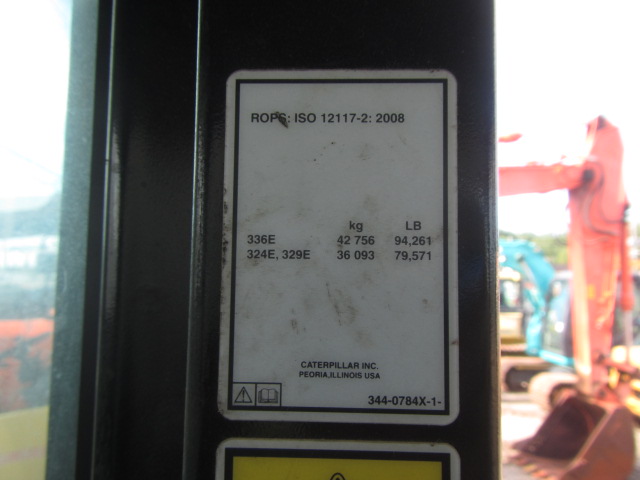 ROPS: ISO 12117-2: 2008
kg LB
336E 42 756 94,261
324E, 329E 36 093 79,571
CATERPILLAR INC.
PEORIA,ILLINOIS USA
344-0784X-1-